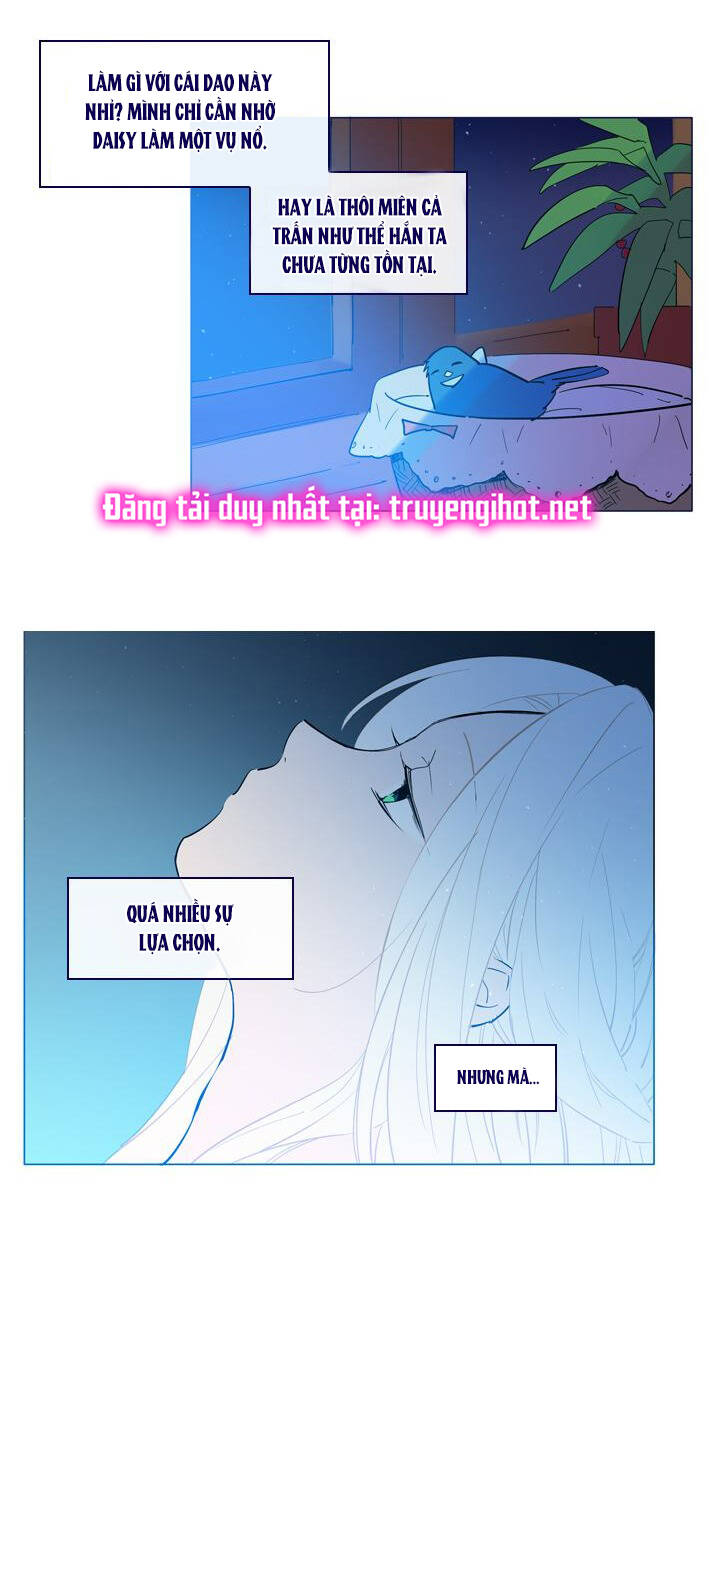 LÀM GÌ VỚI CÁI DAO NÀY
NHỈ? MÌNH CHỈ CẦN NHỜ
DAISY LÀM MỘT VỤ NỔ.
HAY LÀ THÔI MIÊN CẢ
TRẤN NHƯ THỂ HẮN TA
CHƯA TỪNG TỒN TẠI.
Đăng tải duy nhất tại: truyengihot.net
QUÁ NHIỀU SỰ
LỰA CHỌN.
NHƯNG MÀ...